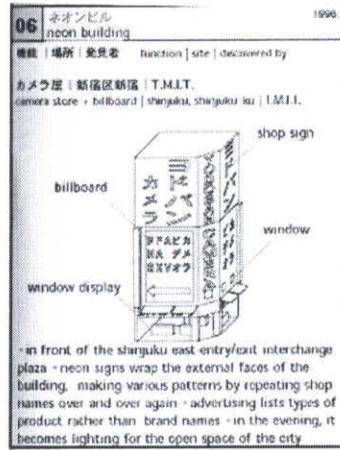 06
ネオンビル
neon building
1996.
機能 | 場所 | 発見者 function | site | discovered by
カメラ屋 | 新宿区新宿 | T.M.I.T.
camera store + billboard | shinjuku, shinjuku ku | T.M.I.T.
shop sign
billboard
ヨドバシ
カメラ
window
window display
・in front of the shinjuku east entry/exit interchange
plaza ・neon signs wrap the external faces of the
building, making various patterns by repeating shop
names over and over again ・advertising lists types of
product rather than brand names ・in the evening, it
becomes lighting for the open space of the city